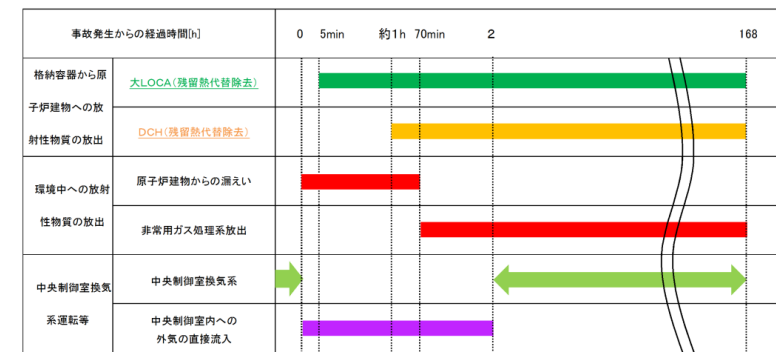 事故発生からの経過時間[h]
0 5min 約1h 70min 2 168
格納容器から原
子炉建物への放
射性物質の放出
大LOCA(残留熱代替除去)
DCH(残留熱代替除去)
環境中への放射
性物質の放出
原子炉建物からの漏えい
非常用ガス処理系放出
中央制御室換気
系運転等
中央制御室換気系
中央制御室内への
外気の直接流入